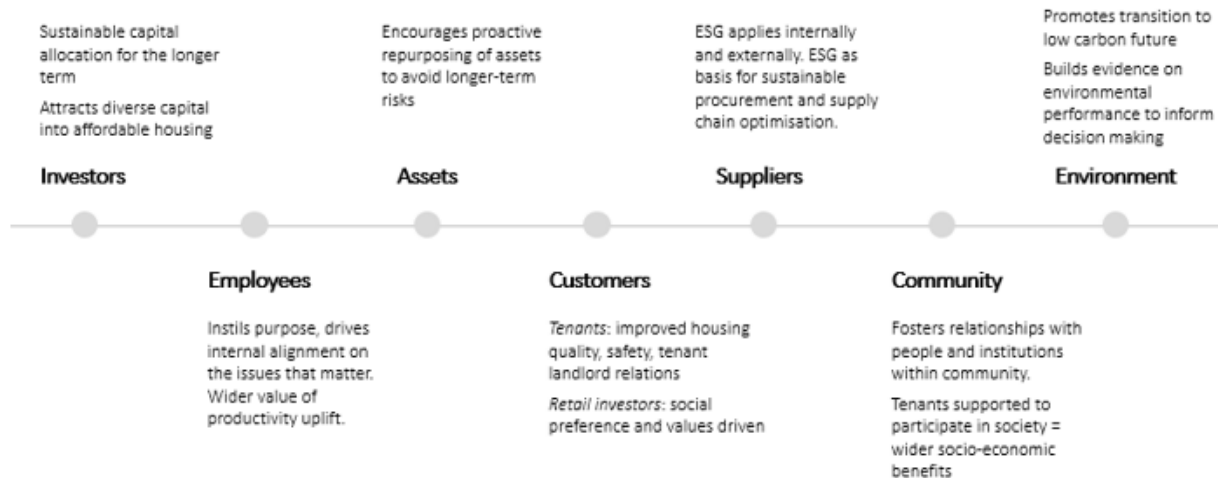 Sustainable capital
allocation for the longer
term
Attracts diverse capital
into affordable housing
Investors
Encourages proactive
repurposing of assets
to avoid longer-term
risks
Assets
ESG applies internally
and externally. ESG as
basis for sustainable
procurement and supply
chain optimisation.
Suppliers
Promotes transition to
low carbon future
Builds evidence on
environmental
performance to inform
decision making
Environment
Employees
Instils purpose, drives
internal alignment on
the issues that matter.
Wider value of
productivity uplift.
Customers
Tenants: improved housing
quality, safety, tenant
landlord relations
Retail investors: social
preference and values driven
Community
Fosters relationships with
people and institutions
within community.
Tenants supported to
participate in society =
wider socio-economic
benefits